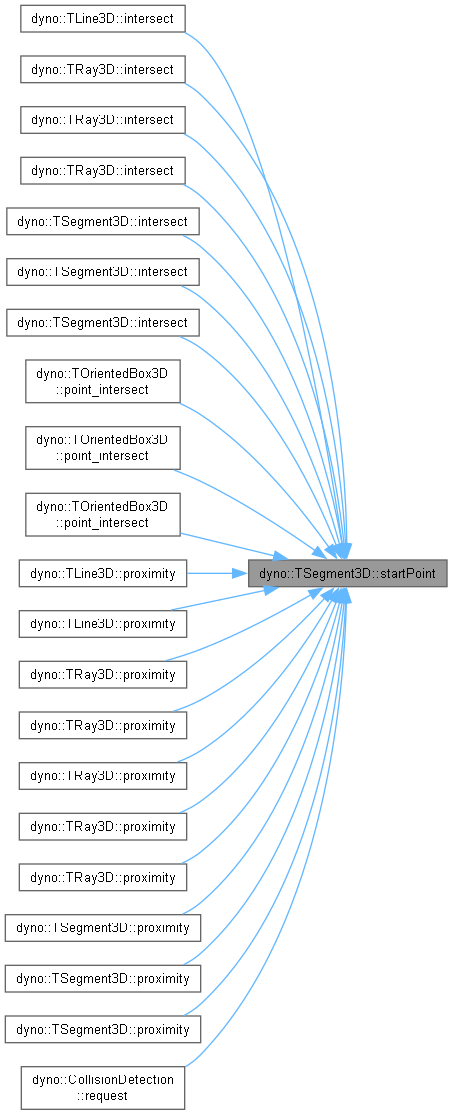 dyno::TLine3D::intersect
dyno::TRay3D::intersect
dyno::TRay3D::intersect
dyno::TRay3D::intersect
dyno::TSegment3D::intersect
dyno::TSegment3D::intersect
dyno::TSegment3D::intersect
dyno::TOrientedBox3D
::point_intersect
dyno::TOrientedBox3D
::point_intersect
dyno::TOrientedBox3D
::point_intersect
dyno::TLine3D::proximity
dyno::TSegment3D::startPoint
dyno::TLine3D::proximity
dyno::TRay3D::proximity
dyno::TRay3D::proximity
dyno::TRay3D::proximity
dyno::TRay3D::proximity
dyno::TRay3D::proximity
dyno::TSegment3D::proximity
dyno::TSegment3D::proximity
dyno::TSegment3D::proximity
dyno::CollisionDetection
::request